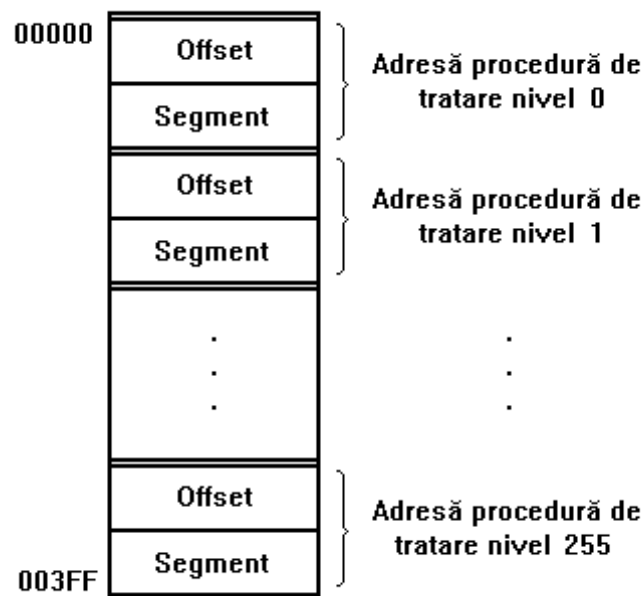 00000
Offset
Segment
Adresă procedură de
tratare nivel 0
Offset
Segment
Adresă procedură de
tratare nivel 1
.
.
.
.
.
.
Offset
Segment
Adresă procedură de
tratare nivel 255
003FF